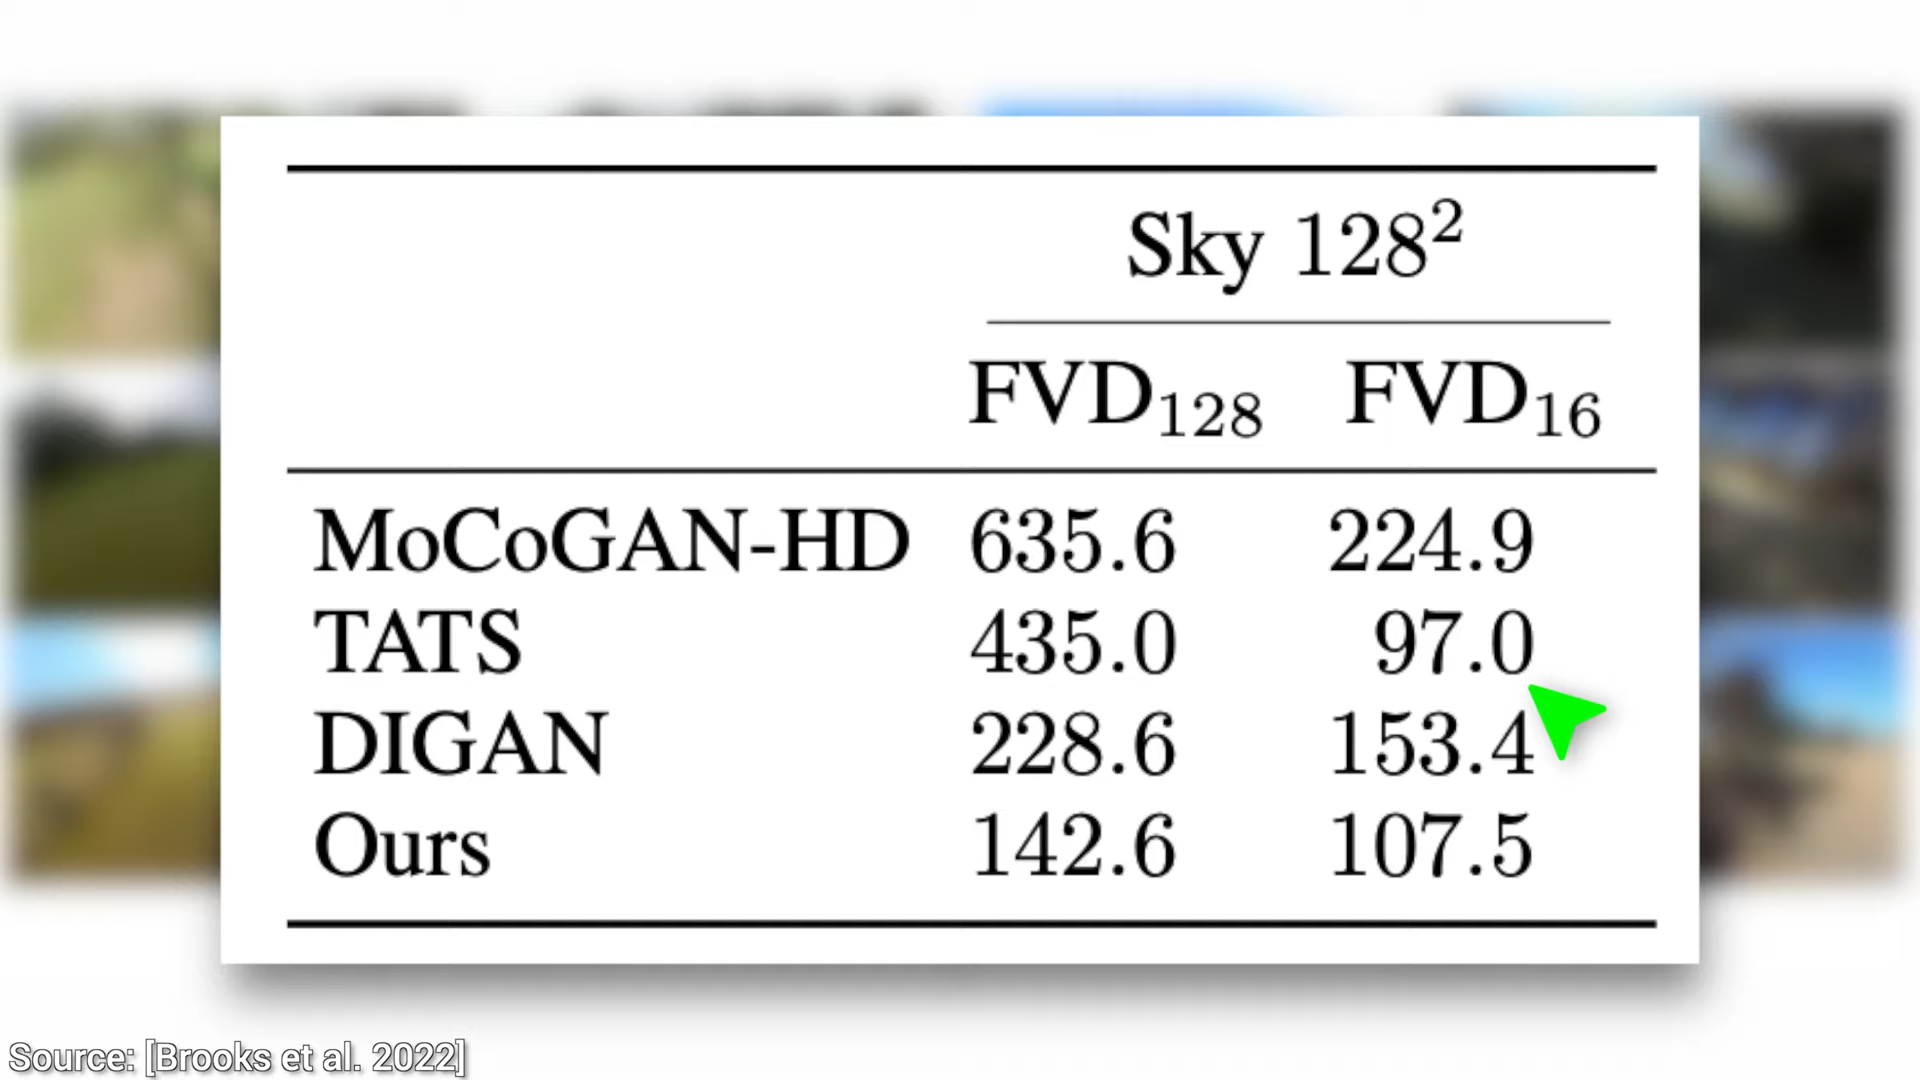 Sky 128²
FVD₁₂₈ FVD₁₆
MoCoGAN-HD 635.6 224.9
TATS 435.0 97.0
DIGAN 228.6 153.4
Ours 142.6 107.5
Source: [Brooks et al. 2022]